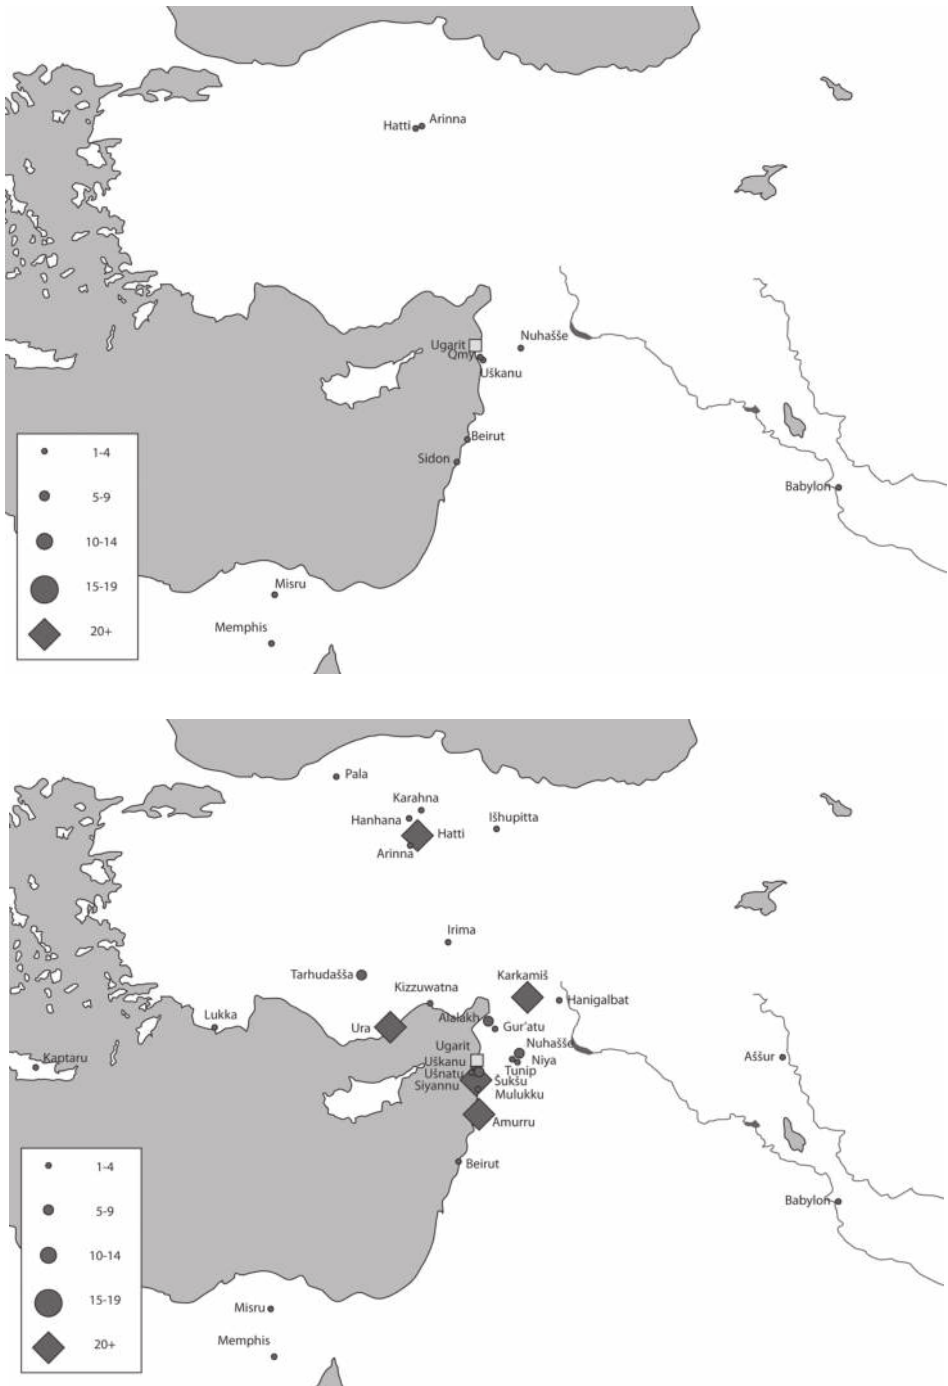 Hatti
Arinna
Ugarit
Nuhašše
Qmy
Uškanu
Beirut
Sidon
Babylon
Misru
Memphis
1-4
5-9
10-14
15-19
20+
Pala
Karahna
Hanhana
Išhupitta
Hatti
Arinna
Irima
Tarhudašša
Karkamiš
Kizzuwatna
Hanigalbat
Lukka
Ura
Alalakh
Gur'atu
Ugarit
Nuhašše
Kaptaru
Uškanu
Niya
Aššur
Ušnatu
Tunip
Siyannu
Šukšu
Mulukku
Amurru
Beirut
Babylon
Misru
Memphis
1-4
5-9
10-14
15-19
20+